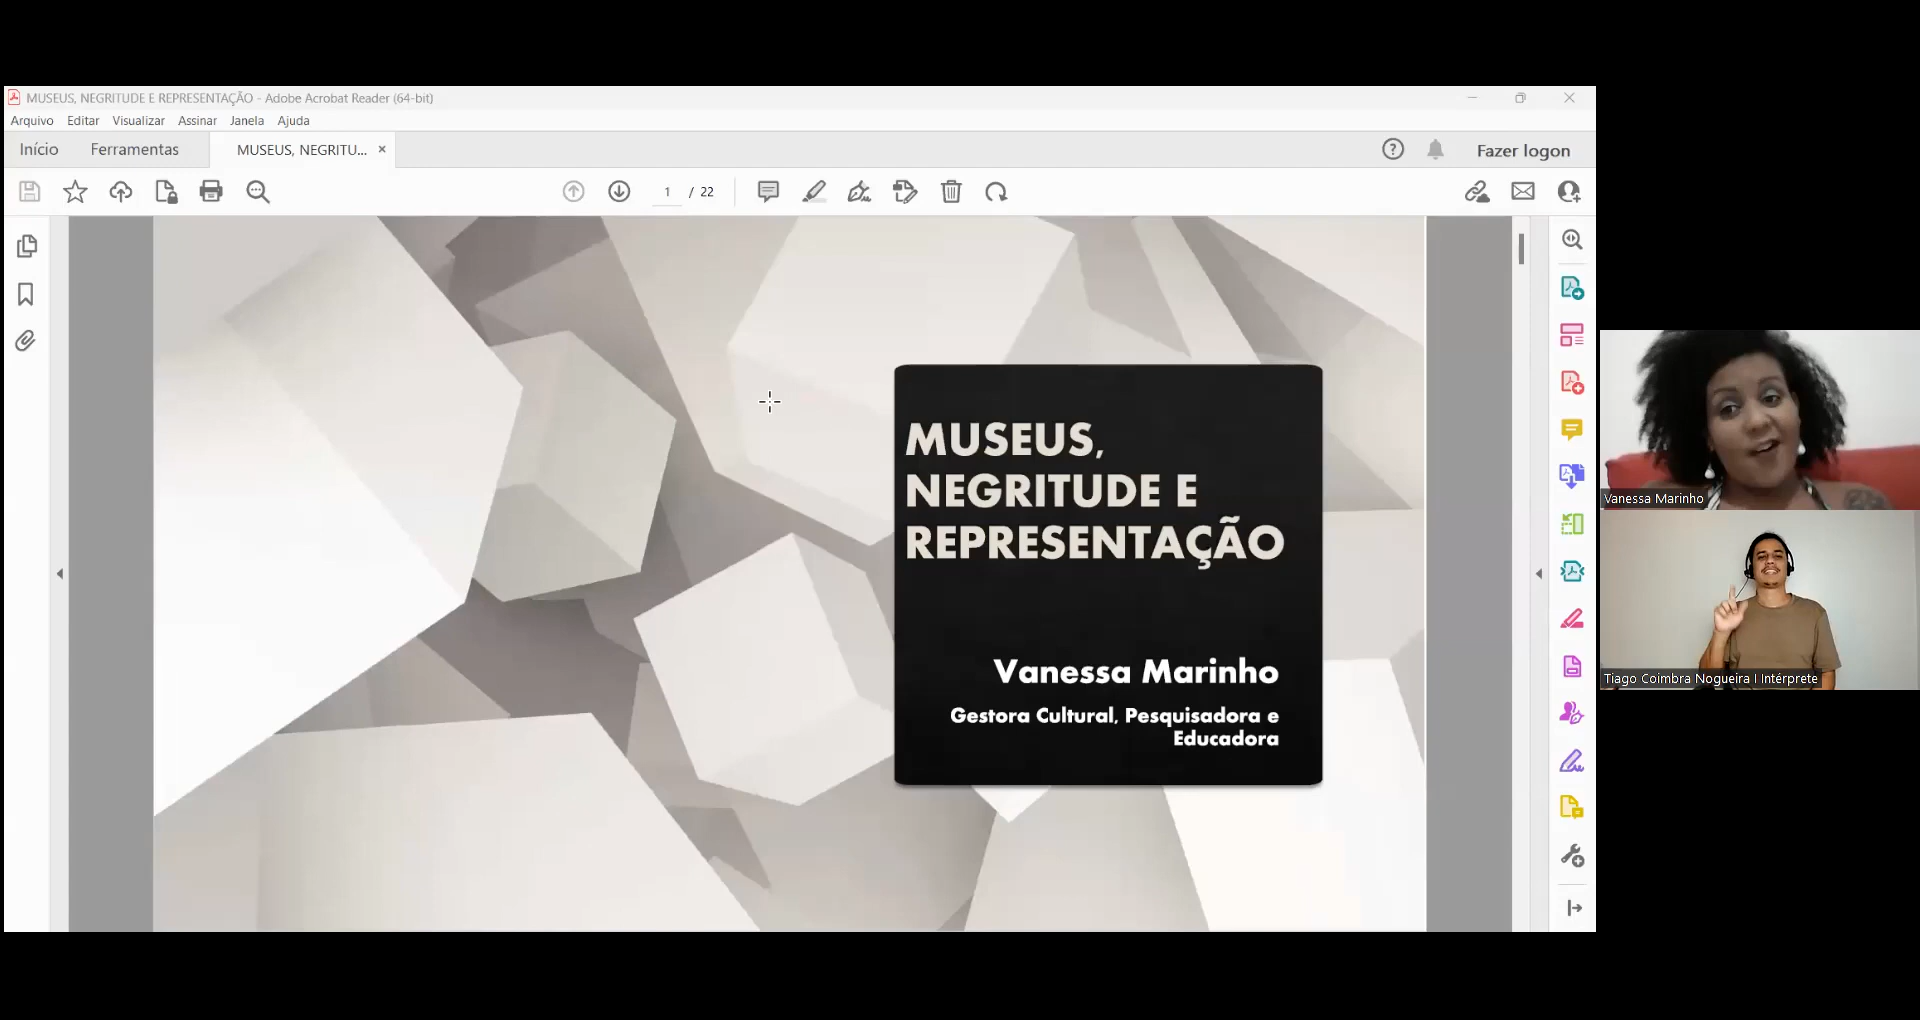 MUSEUS, NEGRITUDE E REPRESENTAÇÃO - Adobe Acrobat Reader (64-bit)
Arquivo Editar Visualizar Assinar Janela Ajuda
Início Ferramentas MUSEUS, NEGRITU... × Fazer logon
1 / 22
MUSEUS,
NEGRITUDE E
REPRESENTAÇÃO
Vanessa Marinho
Gestora Cultural, Pesquisadora e
Educadora
Vanessa Marinho
Tiago Coimbra Nogueira I Intérprete